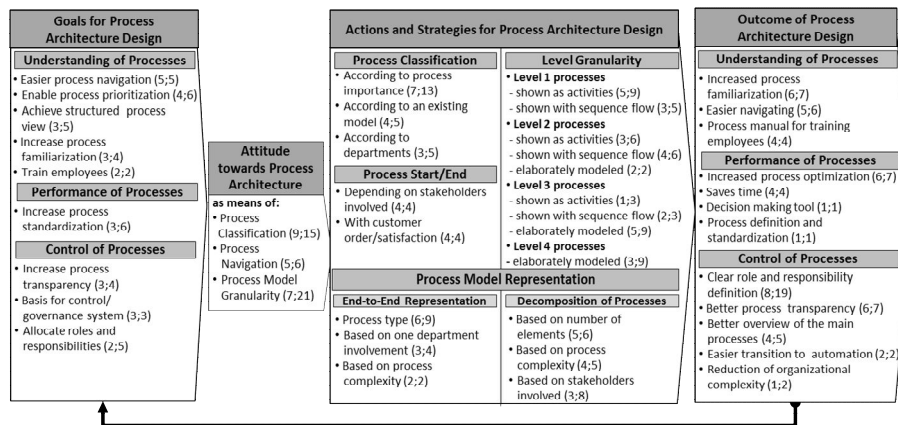 Goals for Process
Architecture Design
Understanding of Processes
• Easier process navigation (5;5)
• Enable process prioritization (4;6)
• Achieve structured process
view (3;5)
• Increase process
familiarization (3;4)
• Train employees (2;2)
Performance of Processes
• Increase process
standardization (3;6)
Control of Processes
• Increase process
transparency (3;4)
• Basis for control/
governance system (3;3)
• Allocate roles and
responsibilities (2;5)
Attitude
towards Process
Architecture
as means of:
• Process
Classification (9;15)
• Process
Navigation (5;6)
• Process Model
Granularity (7;21)
Actions and Strategies for Process Architecture Design
Process Classification
• According to process
importance (7;13)
• According to an existing
model (4;5)
• According to
departments (3;5)
Process Start/End
• Depending on stakeholders
involved (4;4)
• With customer
order/satisfaction (4;4)
Level Granularity
• Level 1 processes
- shown as activities (5;9)
- shown with sequence flow (3;5)
• Level 2 processes
- shown as activities (3;6)
- shown with sequence flow (4;6)
- elaborately modeled (2;2)
• Level 3 processes
- shown as activities (1;3)
- shown with sequence flow (2;3)
- elaborately modeled (5;9)
• Level 4 processes
- elaborately modeled (3;9)
Process Model Representation
End-to-End Representation
• Process type (6;9)
• Based on one department
involvement (3;4)
• Based on process
complexity (2;2)
Decomposition of Processes
• Based on number of
elements (5;6)
• Based on process
complexity (4;5)
• Based on stakeholders
involved (3;8)
Outcome of Process
Architecture Design
Understanding of Processes
• Increased process
familiarization (6;7)
• Easier navigating (5;6)
• Process manual for training
employees (4;4)
Performance of Processes
• Increased process optimization (6;7)
• Saves time (4;4)
• Decision making tool (1;1)
• Process definition and
standardization (1;1)
Control of Processes
• Clear role and responsibility
definition (8;19)
• Better process transparency (6;7)
• Better overview of the main
processes (4;5)
• Easier transition to automation (2;2)
• Reduction of organizational
complexity (1;2)